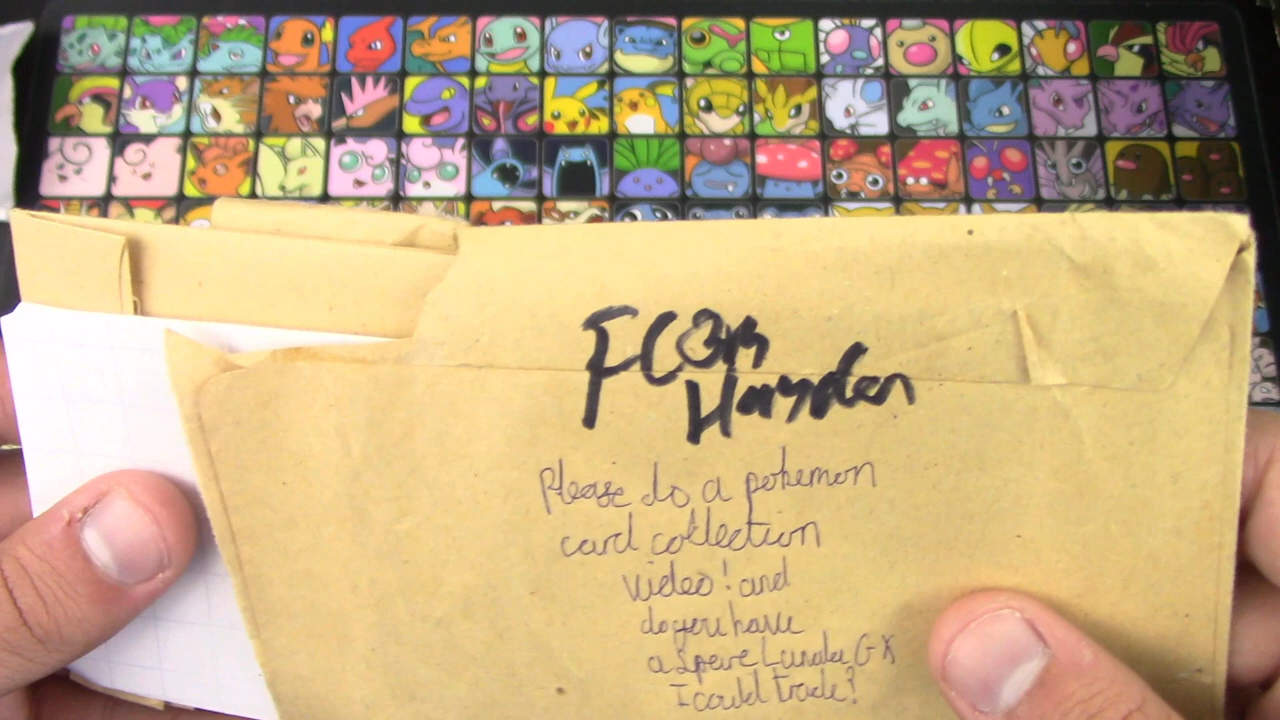 From
Hayden
Please do a pokemon
card collection
video! and
do you have
a spare Lunala GX
I could trade?